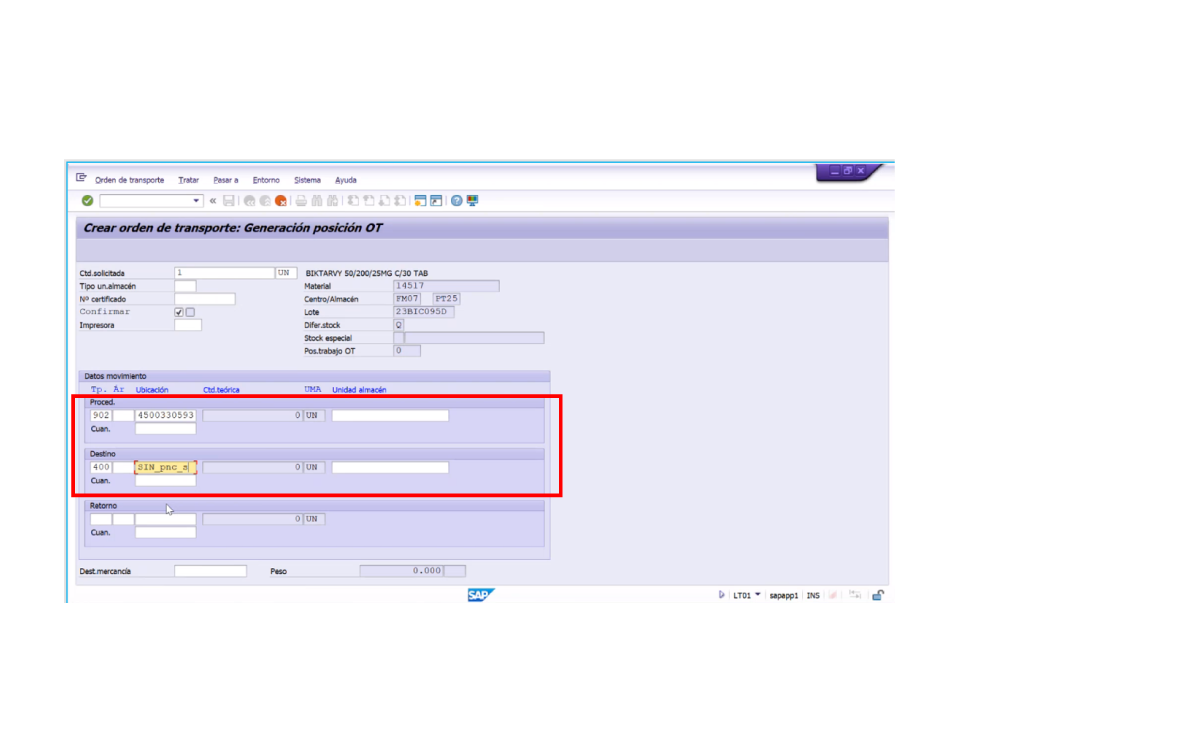 Orden de transporte Tratar Pasar a Entorno Sistema Ayuda
Crear orden de transporte: Generación posición OT
Ctd.solicitada 1 UN BIKTARVY 50/200/25MG C/30 TAB
Tipo un.almacén Material 14517
Nº certificado Centro/Almacén FM07 PT25
Confirmar Lote 23BIC095D
Impresora Difer.stock Q
Stock especial
Pos.trabajo OT 0
Datos movimiento
Tp. Ár Ubicación Ctd.teórica UMA Unidad almacén
Proced.
902 4500330593 0 UN
Cuan.
Destino
400 SIN_pnc_s 0 UN
Cuan.
Retorno
0 UN
Cuan.
Dest.mercancía Peso 0.000
SAP LT01 sapapp1 INS